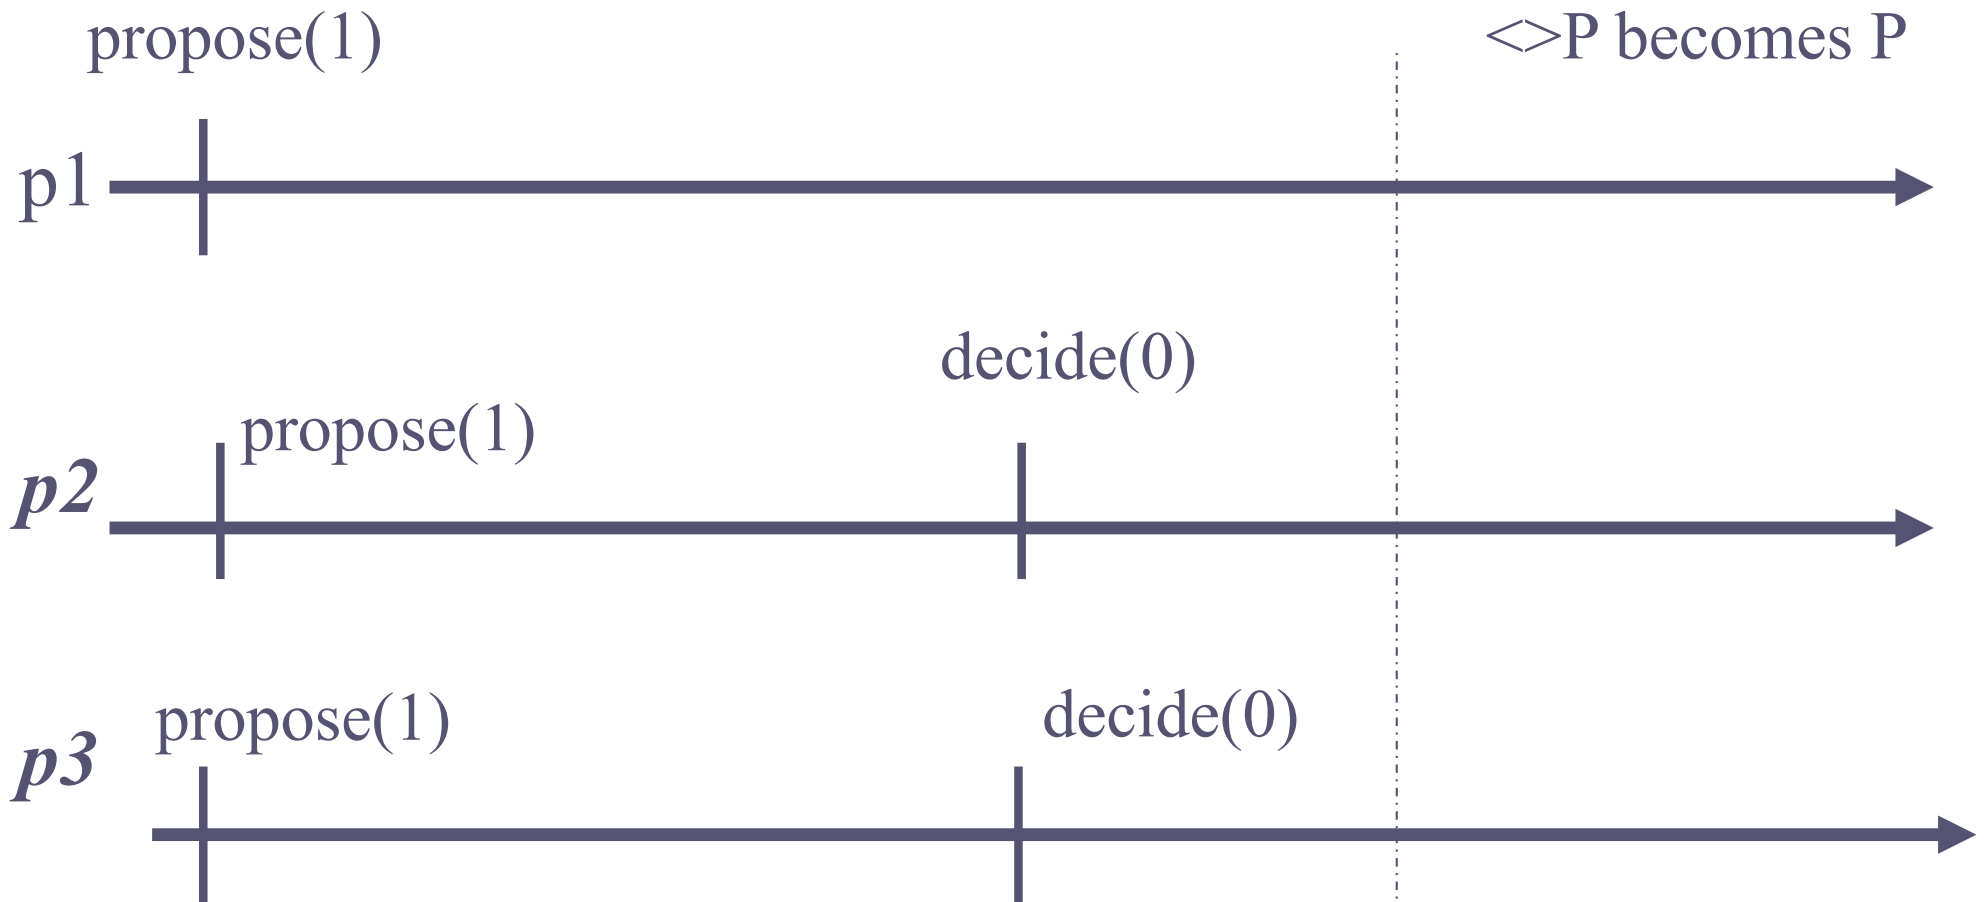 propose(1)
<>P becomes P
p1
decide(0)
propose(1)
p2
propose(1)
decide(0)
p3